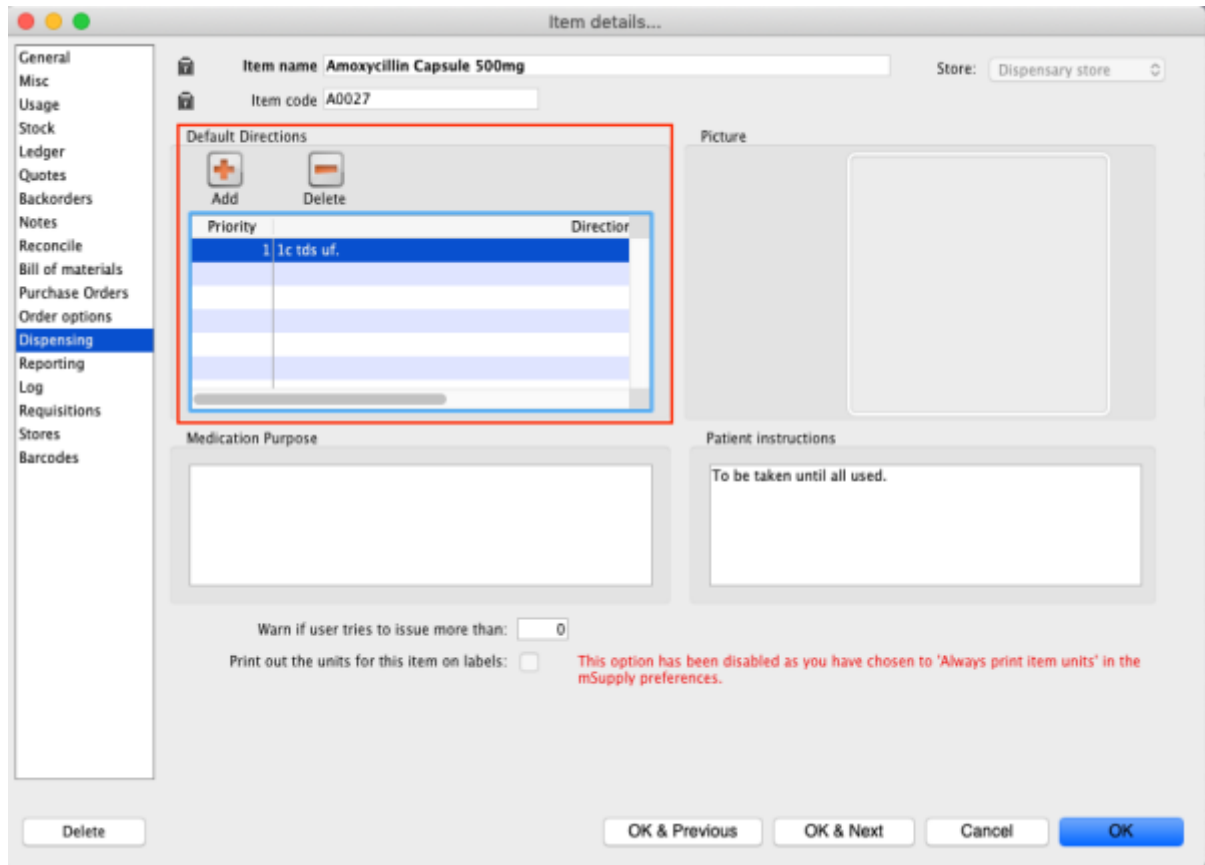 Item details...
General
Misc
Usage
Stock
Ledger
Quotes
Backorders
Notes
Reconcile
Bill of materials
Purchase Orders
Order options
Dispensing
Reporting
Log
Requisitions
Stores
Barcodes
Item name Amoxycillin Capsule 500mg
Store: Dispensary store
Item code A0027
Default Directions
Add Delete
Priority Direction
1 1c tds uf.
Picture
Medication Purpose
Patient instructions
To be taken until all used.
Warn if user tries to issue more than: 0
Print out the units for this item on labels:
This option has been disabled as you have chosen to 'Always print item units' in the
mSupply preferences.
Delete OK & Previous OK & Next Cancel OK